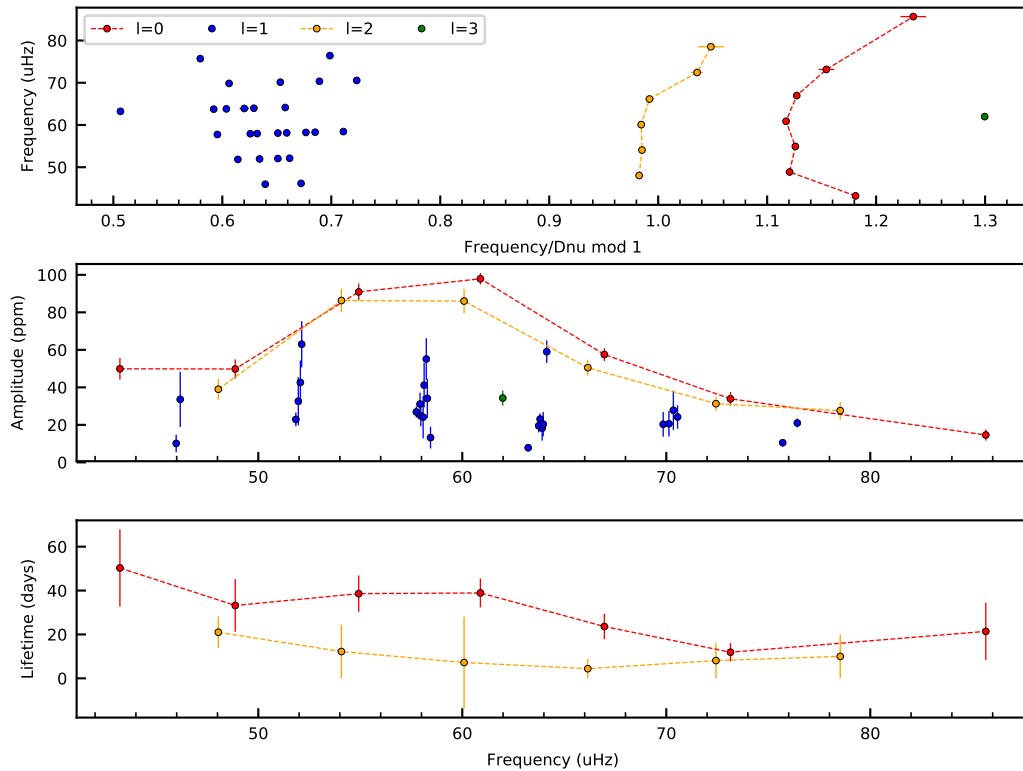 l=0 l=1 l=2 l=3
Frequency (uHz)
80
70
60
50
0.5 0.6 0.7 0.8 0.9 1.0 1.1 1.2 1.3
Frequency/Dnu mod 1
Amplitude (ppm)
100
80
60
40
20
0
50 60 70 80
Lifetime (days)
60
40
20
0
50 60 70 80
Frequency (uHz)